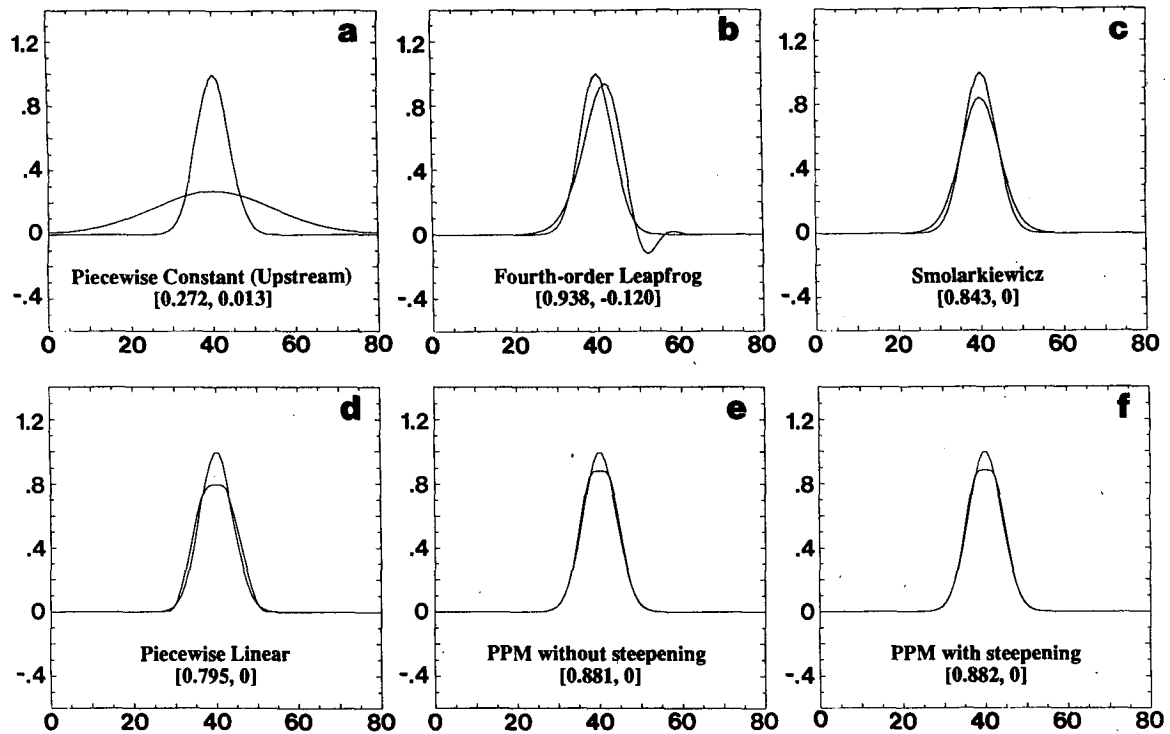 a
1.2
.8
.4
0
-.4
Piecewise Constant (Upstream)
[0.272, 0.013]
0 20 40 60 80
b
1.2
.8
.4
0
-.4
Fourth-order Leapfrog
[0.938, -0.120]
0 20 40 60 80
c
1.2
.8
.4
0
-.4
Smolarkiewicz
[0.843, 0]
0 20 40 60 80
d
1.2
.8
.4
0
-.4
Piecewise Linear
[0.795, 0]
0 20 40 60 80
e
1.2
.8
.4
0
-.4
PPM without steepening
[0.881, 0]
0 20 40 60 80
f
1.2
.8
.4
0
-.4
PPM with steepening
[0.882, 0]
0 20 40 60 80